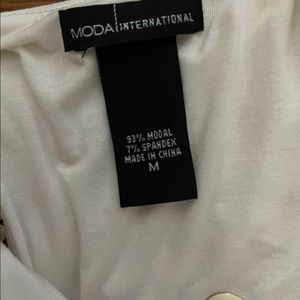 MODA INTERNATIONAL
93% MODAL
7% SPANDEX
MADE IN CHINA
M